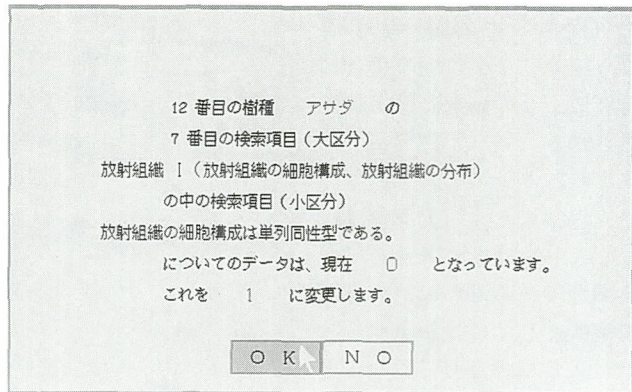 12 番目の樹種 アサダ の
7 番目の検索項目(大区分)
放射組織 I(放射組織の細胞構成、放射組織の分布)
の中の検索項目(小区分)
放射組織の細胞構成は単列同性型である。
についてのデータは、現在 0 となっています。
これを 1 に変更します。
OK NO